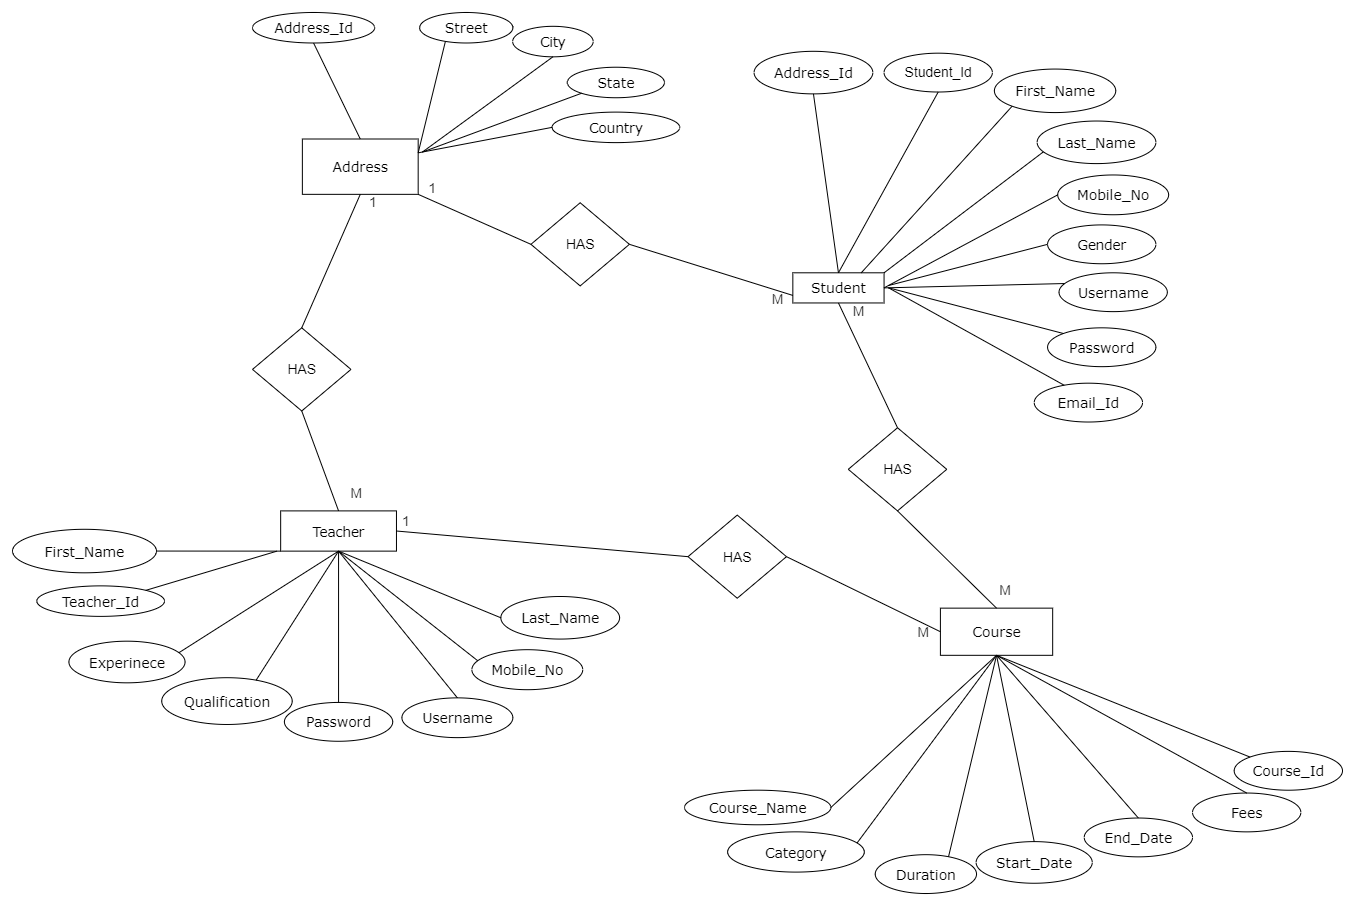 Address_Id
Street
City
State
Country
Address
1
1
HAS
Address_Id
Student_Id
First_Name
Last_Name
Mobile_No
Gender
Username
Password
Email_Id
Student
M
M
HAS
HAS
M
Teacher
1
HAS
M
M
Course
First_Name
Teacher_Id
Experinece
Qualification
Password
Username
Mobile_No
Last_Name
Course_Name
Category
Duration
Start_Date
End_Date
Fees
Course_Id